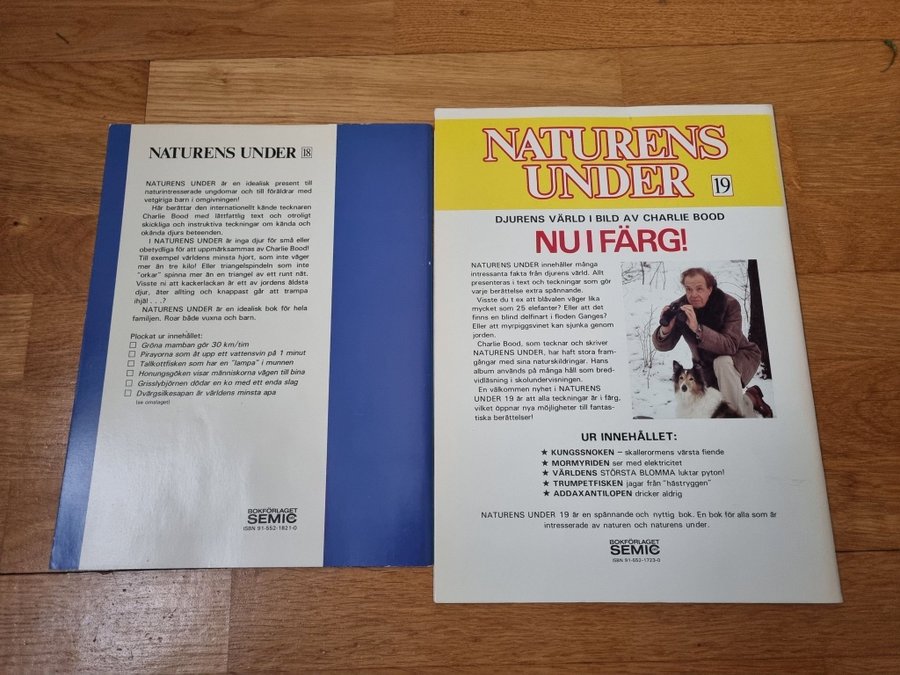 NATURENS UNDER 18
NATURENS UNDER är en idealisk present till
naturintresserade ungdomar och till föräldrar med
vetgiriga barn i omgivningen!
Här berättar den internationellt kände tecknaren
Charlie Bood med lättfattlig text och otroligt
skickliga och instruktiva teckningar om kända och
okända djurs beteenden.
I NATURENS UNDER är inga djur för små eller
obetydliga för att uppmärksammas av Charlie Bood!
Till exempel världens minsta hjort, som inte väger
mer än tre kilo! Eller triangelspindeln som inte
"orkar" spinna mer än en triangel av ett runt nät.
Visste ni att kackerlackan är ett av jordens äldsta
djur, äter allting och knappast går att trampa
ihjäl . . .?
NATURENS UNDER är en idealisk bok för hela
familjen. Roar både vuxna och barn.
Plockat ur innehållet:
Gröna mamban gör 30 km/tim
Pirayorna som åt upp ett vattensvin på 1 minut
Tallkottfisken som har en "lampa" i munnen
Honungsgöken visar människorna vägen till bina
Grisslybjörnen dödar en ko med ett enda slag
Dvärgsilkesapan är världens minsta apa
(se omslaget)
BOKFÖRLAGET
SEMIC
ISBN 91-552-1821-0
NATURENS
UNDER 19
DJURENS VÄRLD I BILD AV CHARLIE BOOD
NU I FÄRG!
NATURENS UNDER innehåller många
intressanta fakta från djurens värld. Allt
presenteras i text och teckningar som gör
varje berättelse extra spännande.
Visste du t ex att blåvalen väger lika
mycket som 25 elefanter? Eller att det
finns en blind delfinart i floden Ganges?
Eller att myrpiggsvinet kan sjunka genom
jorden.
Charlie Bood, som tecknar och skriver
NATURENS UNDER, har haft stora fram-
gångar med sina naturskildringar. Hans
album används på många håll som bred-
vidläsning i skolundervisningen.
En välkommen nyhet i NATURENS
UNDER 19 är att alla teckningar är i färg,
vilket öppnar nya möjligheter till fantas-
tiska berättelser!
UR INNEHÅLLET:
★ KUNGSSNOKEN – skallerormens värsta fiende
★ MORMYRIDEN ser med elektricitet
★ VÄRLDENS STÖRSTA BLOMMA luktar pyton!
★ TRUMPETFISKEN jagar från "hästryggen"
★ ADDAXANTILOPEN dricker aldrig
NATURENS UNDER 19 är en spännande och nyttig bok. En bok för alla som är
intresserade av naturen och naturens under.
BOKFÖRLAGET
SEMIC
ISBN 91-552-1723-0